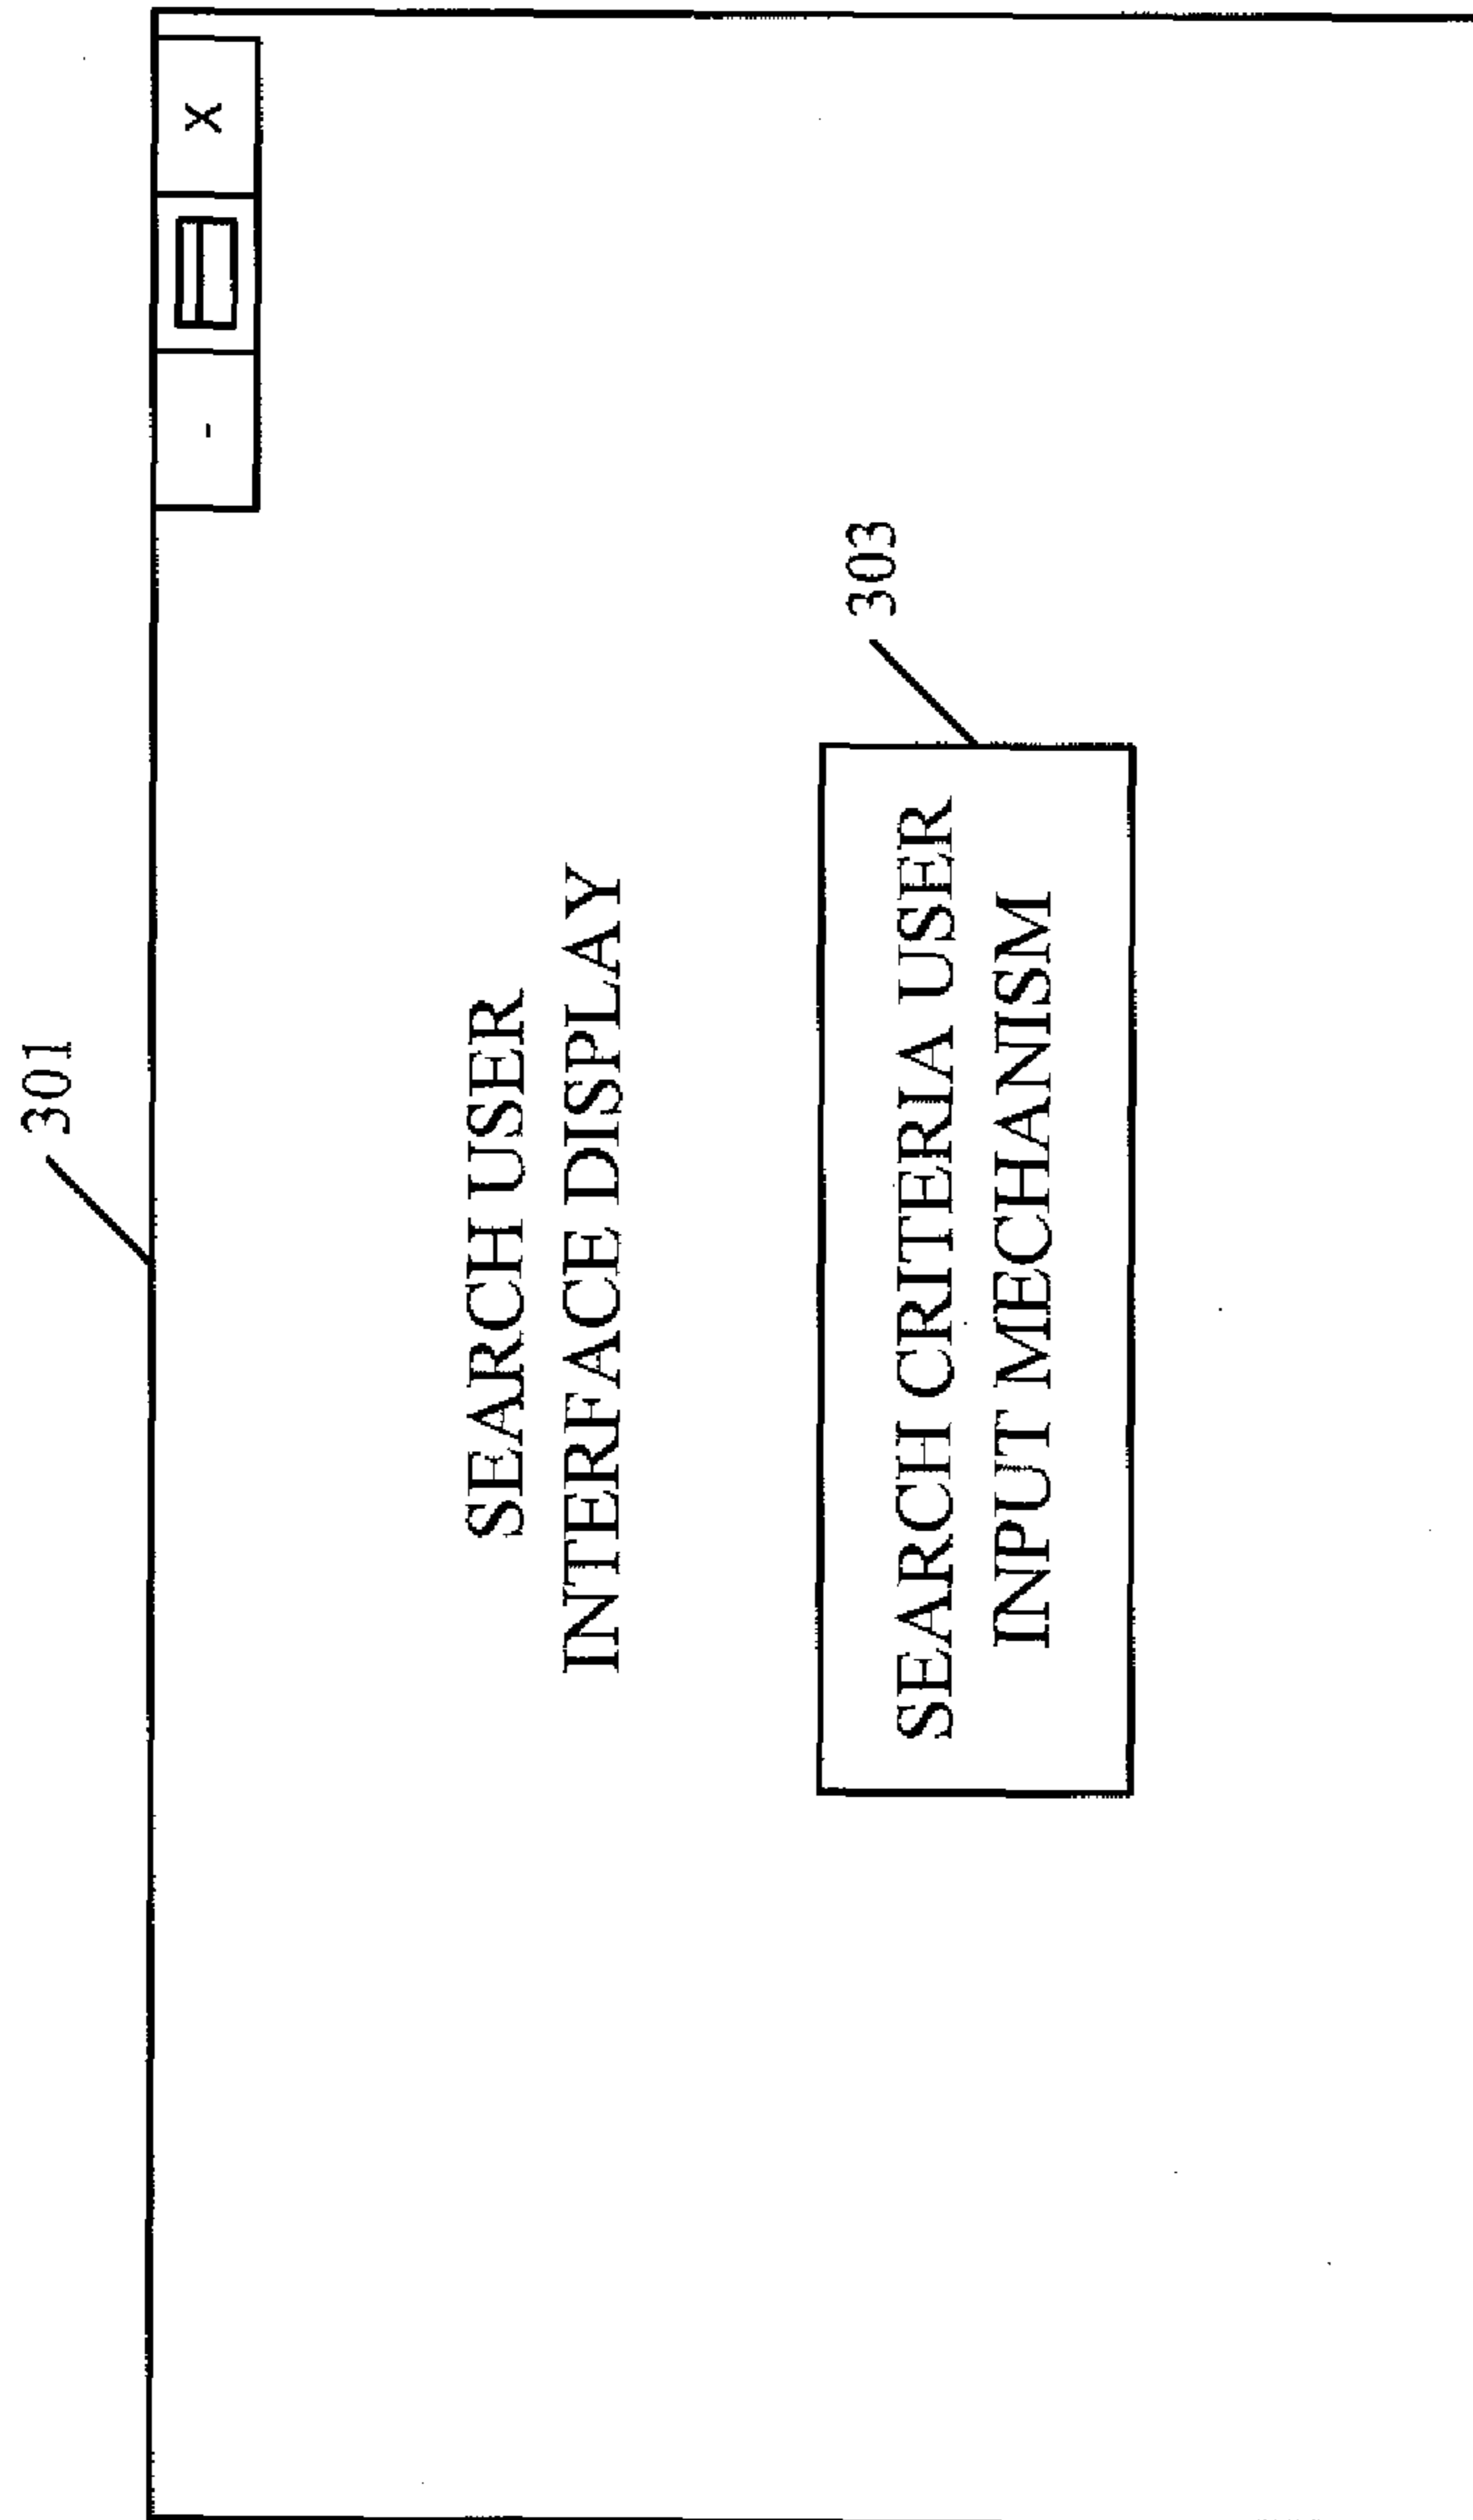 301
- X
SEARCH USER
INTERFACE DISPLAY
303
SEARCH CRITERIA USER
INPUT MECHANISM